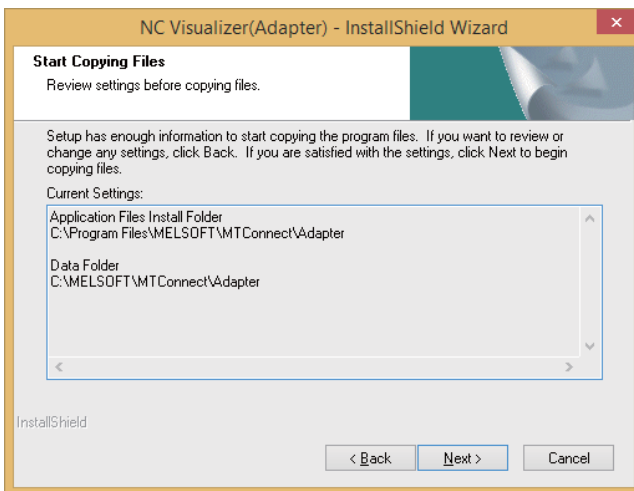 NC Visualizer(Adapter) - InstallShield Wizard
Start Copying Files
Review settings before copying files.
Setup has enough information to start copying the program files. If you want to review or
change any settings, click Back. If you are satisfied with the settings, click Next to begin
copying files.
Current Settings:
Application Files Install Folder
C:\Program Files\MELSOFT\MTConnect\Adapter
Data Folder
C:\MELSOFT\MTConnect\Adapter
InstallShield
< Back
Next >
Cancel